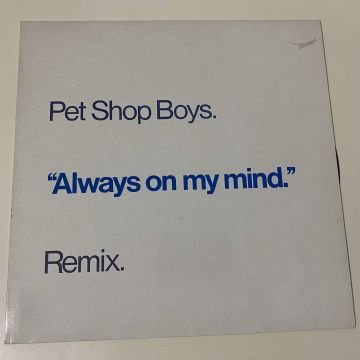 Pet Shop Boys.
“Always on my mind.”
Remix.